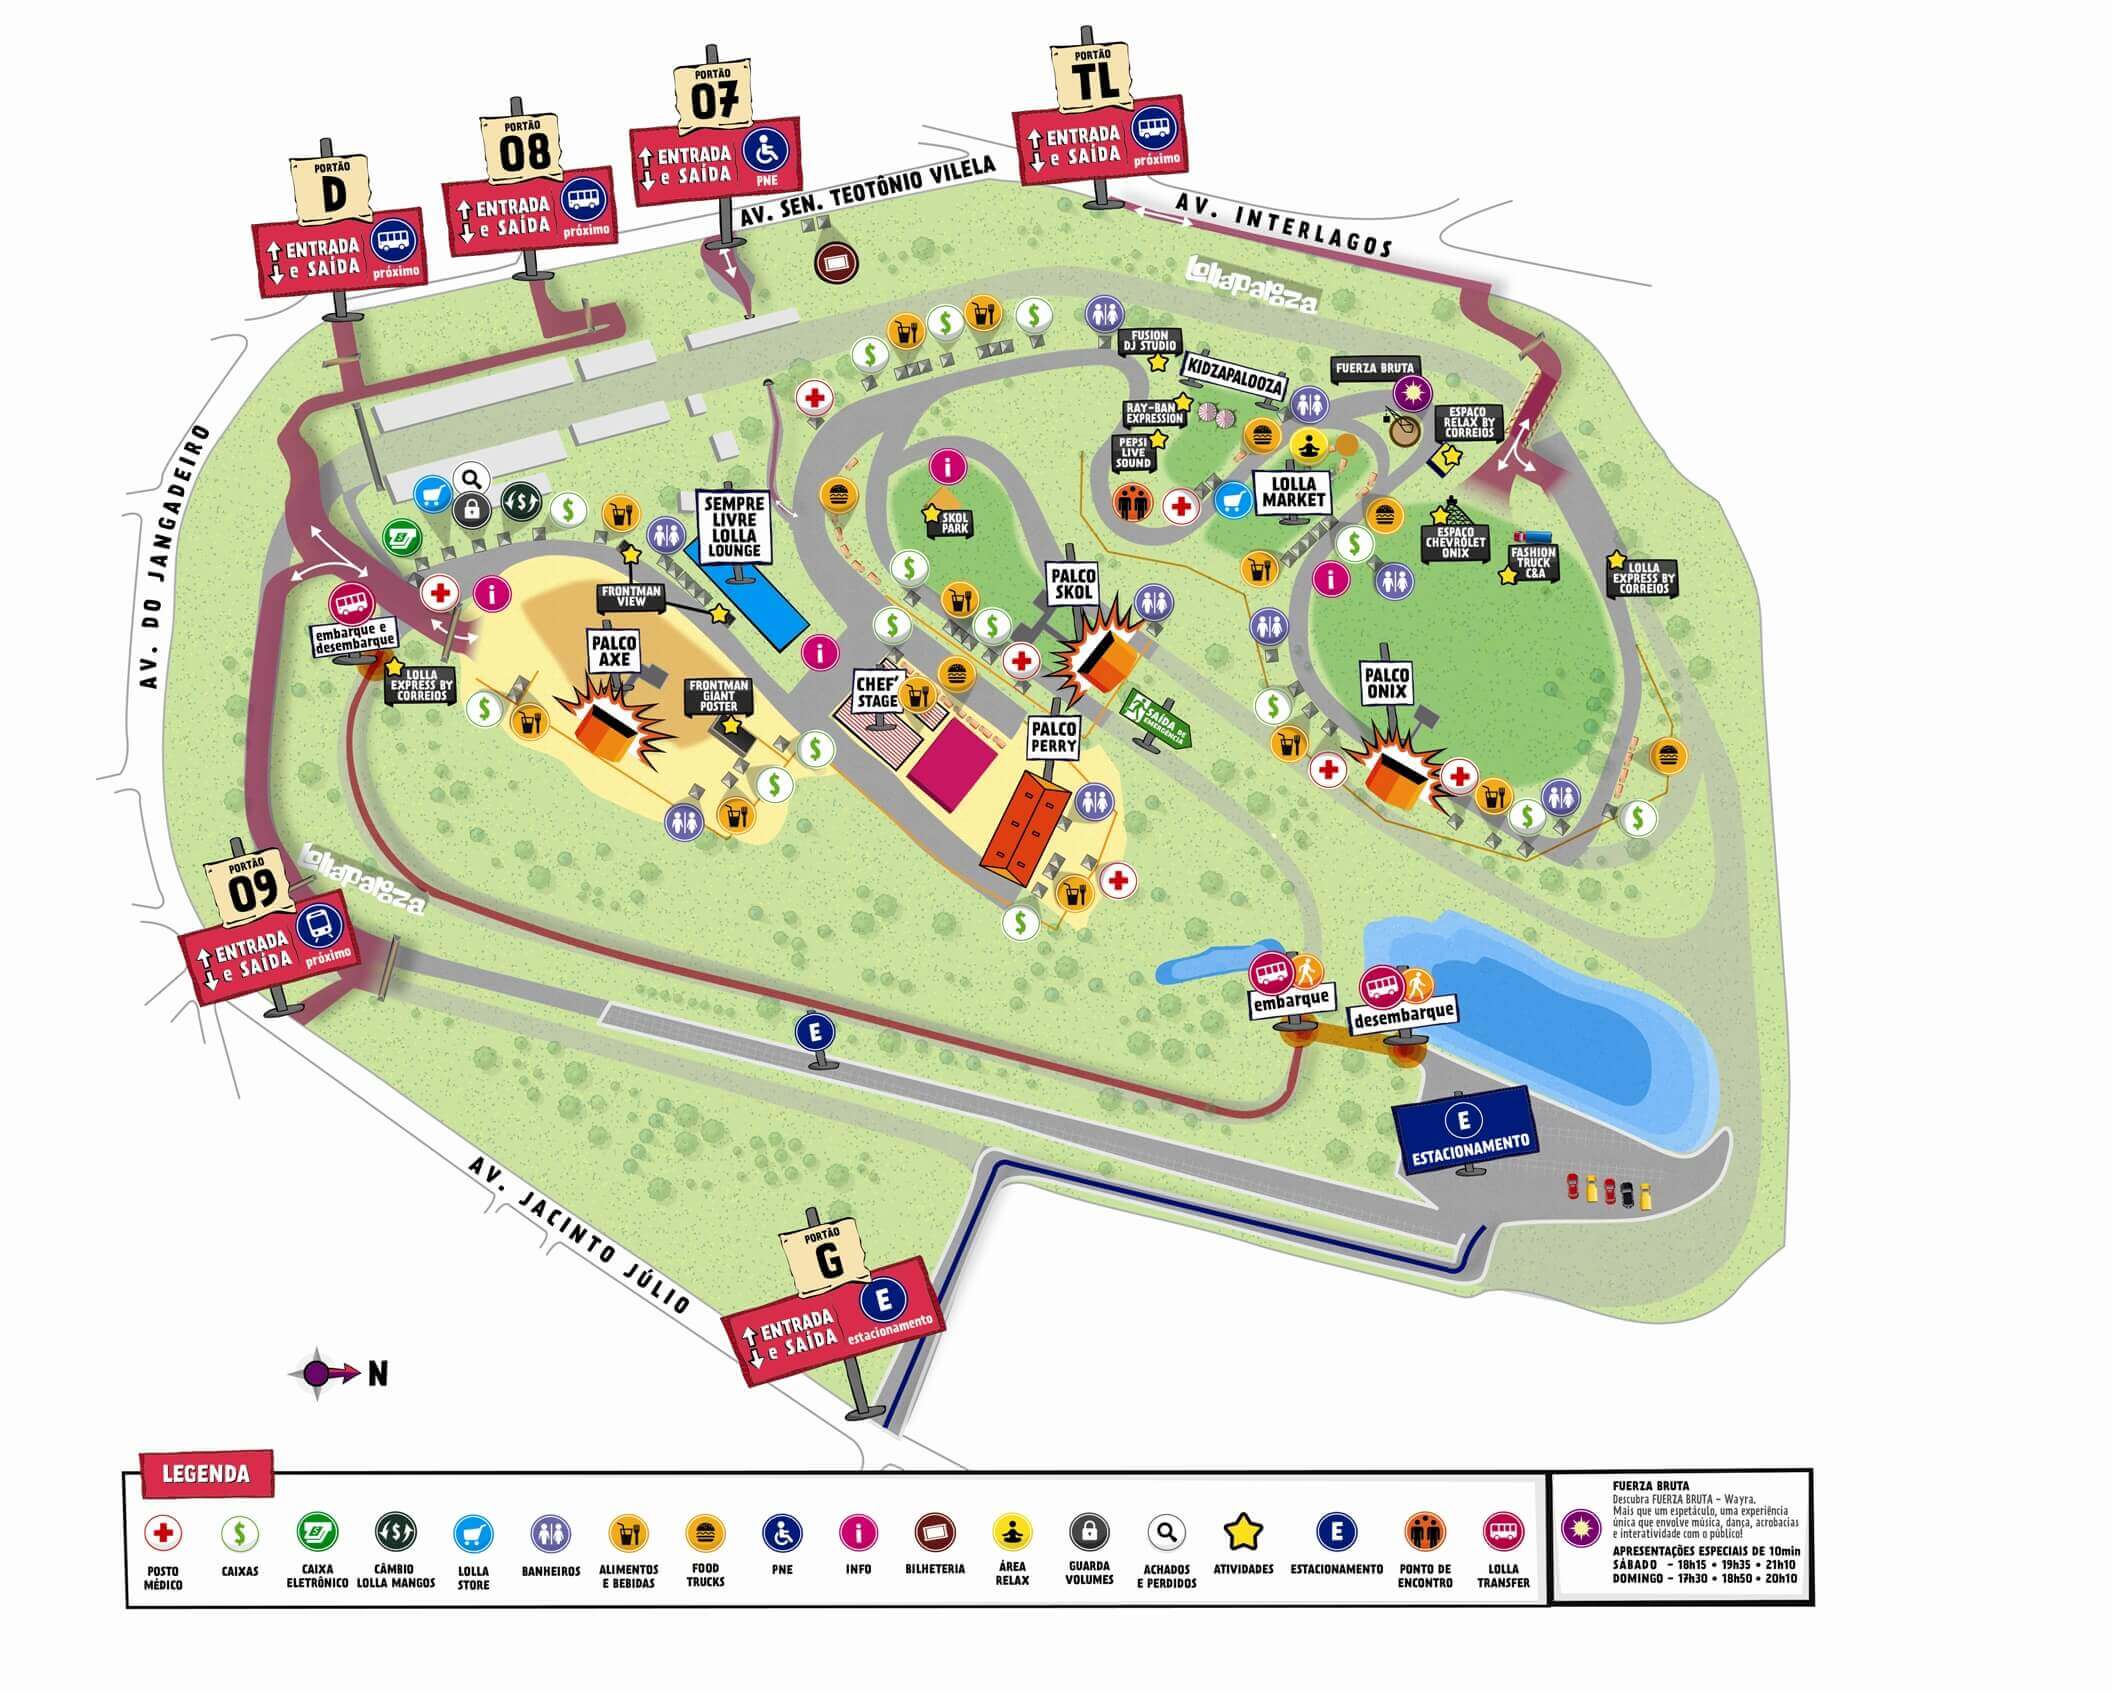 PORTÃO
TL
ENTRADA
e SAÍDA
próximo
PORTÃO
07
ENTRADA
e SAÍDA
PNE
PORTÃO
08
ENTRADA
e SAÍDA
próximo
PORTÃO
D
ENTRADA
e SAÍDA
próximo
AV. SEN. TEOTÔNIO VILELA
AV. INTERLAGOS
Lollapalooza
FUSION
DJ STUDIO
KIDZAPALOOZA
FUERZA BRUTA
RAY-BAN
EXPRESSION
ESPAÇO
RELAX BY
CORREIOS
PEPSI
LIVE
SOUND
LOLLA
MARKET
SKOL
PARK
SEMPRE
LIVRE
LOLLA
LOUNGE
ESPAÇO
CHEVROLET
ONIX
FASHION
TRUCK
C&A
LOLLA
EXPRESS BY
CORREIOS
AV. DO JANGADEIRO
PALCO
SKOL
FRONTMAN
VIEW
embarque e
desembarque
PALCO
AXE
LOLLA
EXPRESS BY
CORREIOS
FRONTMAN
GIANT
POSTER
CHEF'
STAGE
PALCO
ONIX
SAÍDA
DE
EMERGÊNCIA
PALCO
PERRY
PORTÃO
09
ENTRADA
e SAÍDA
próximo
Lollapalooza
embarque
desembarque
E
E
ESTACIONAMENTO
AV. JACINTO JÚLIO
PORTÃO
G
ENTRADA
e SAÍDA
E
estacionamento
N
LEGENDA
POSTO
MÉDICO
CAIXAS
CAIXA
ELETRÔNICO
CÂMBIO
LOLLA MANGOS
LOLLA
STORE
BANHEIROS
ALIMENTOS
E BEBIDAS
FOOD
TRUCKS
PNE
INFO
BILHETERIA
ÁREA
RELAX
GUARDA
VOLUMES
ACHADOS
E PERDIDOS
ATIVIDADES
E
ESTACIONAMENTO
PONTO DE
ENCONTRO
LOLLA
TRANSFER
FUERZA BRUTA
Descubra FUERZA BRUTA - Wayra.
Mais que um espetáculo, uma experiência
única que envolve música, dança, acrobacias
e interatividade com o público!
APRESENTAÇÕES ESPECIAIS DE 10min
SÁBADO - 18h15 • 19h35 • 21h10
DOMINGO - 17h30 • 18h50 • 20h10